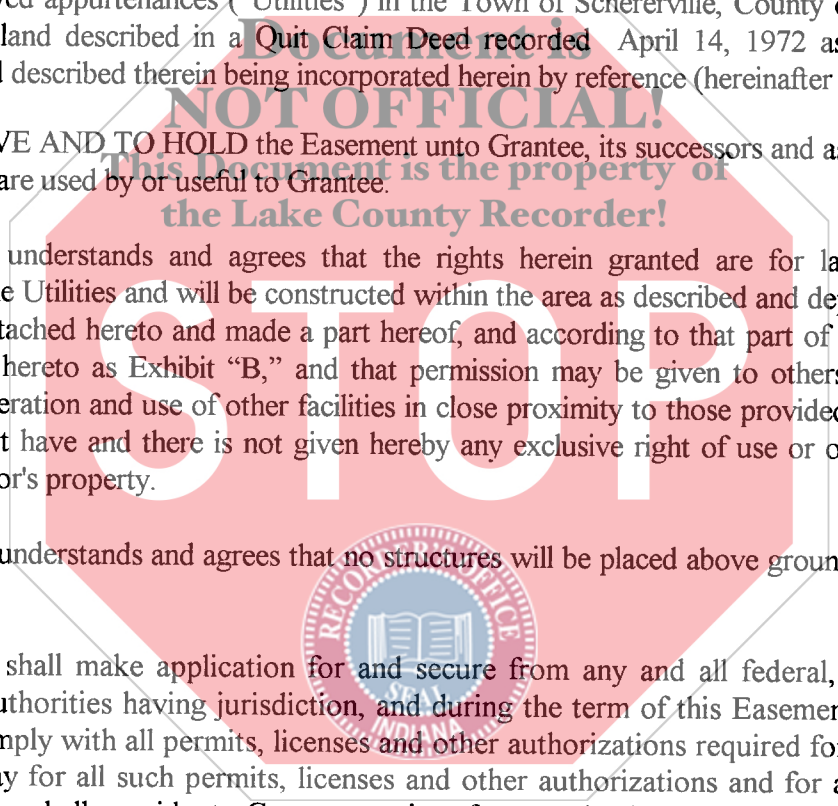 appurtenances ("Utilities") in the Town of Schererville, County
land described in a Quit Claim Deed recorded April 14, 1972 as
Document is
described therein being incorporated herein by reference (hereinafter
NOT OFFICIAL!
VE AND TO HOLD the Easement unto Grantee, its successors and
This Document is the property of
are used by or useful to Grantee.
the Lake County Recorder!
understands and agrees that the rights herein granted are for la
e Utilities and will be constructed within the area as described and de
tached hereto and made a part hereof, and according to that part of
hereto as Exhibit “B,” and that permission may be given to others
eration and use of other facilities in close proximity to those provided
t have and there is not given hereby any exclusive right of use or o
or's property.
STOP
understands and agrees that no structures will be placed above groun
RECORDER'S OFFICE
shall make application for and secure from any and all federal,
SEAL
uthorities having jurisdiction, and during the term of this Easemen
INDIANA
mply with all permits, licenses and other authorizations required fo
ay for all such permits, licenses and other authorizations and for a